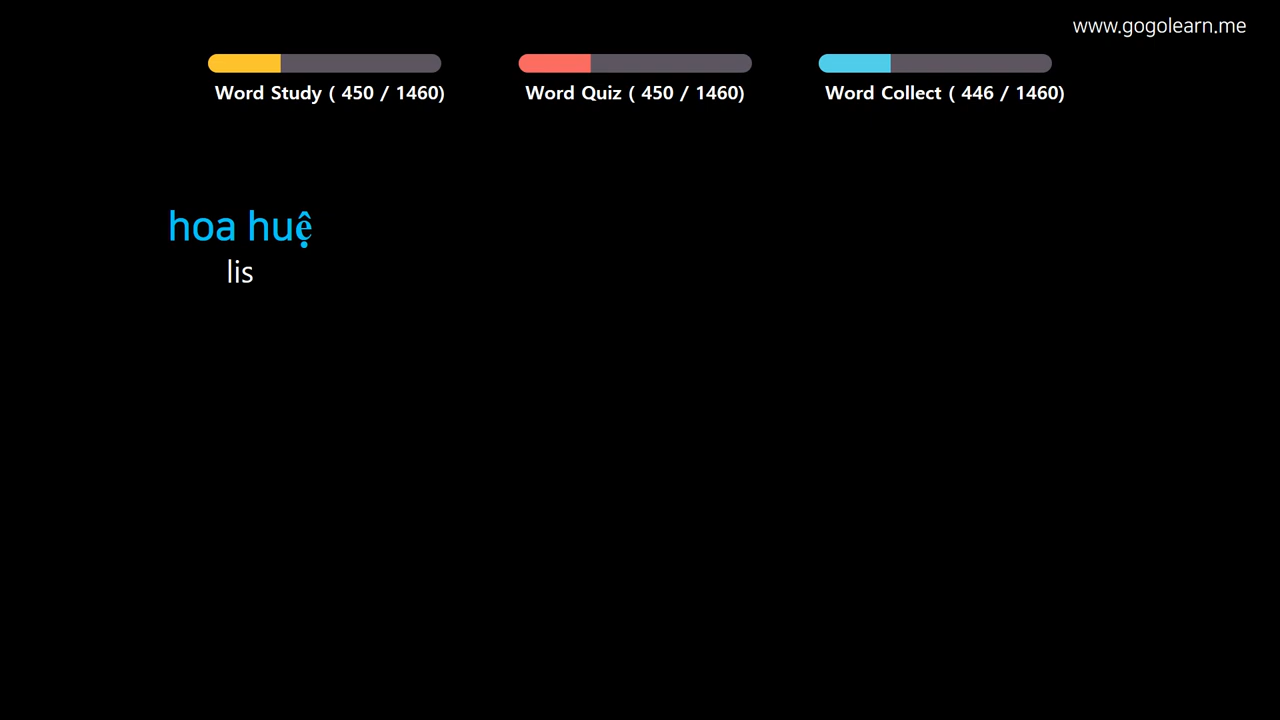 www.gogolearn.me
Word Study ( 450 / 1460)
Word Quiz ( 450 / 1460)
Word Collect ( 446 / 1460)
hoa huệ
lis